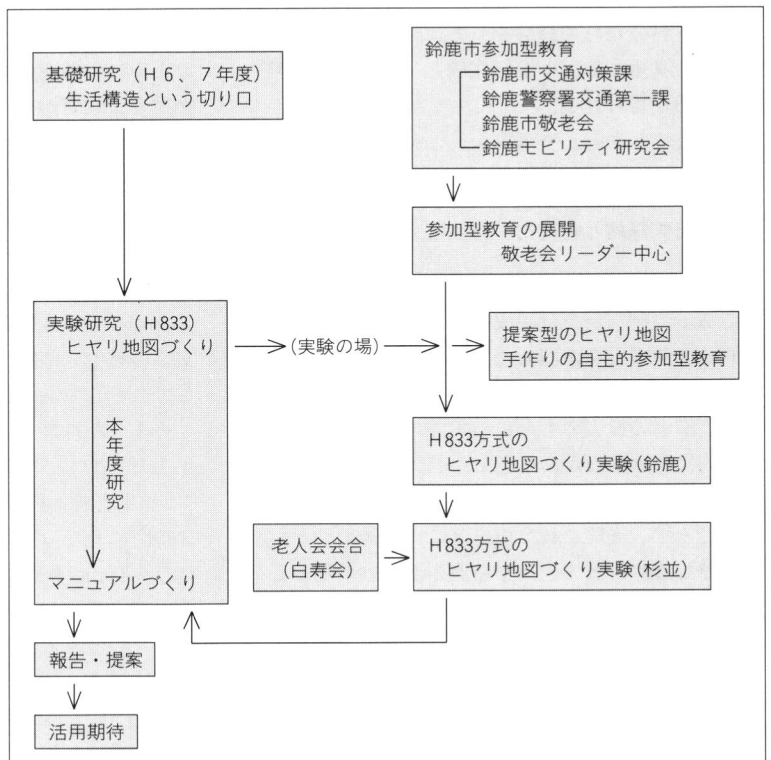 基礎研究(H6、7年度)
生活構造という切り口
鈴鹿市参加型教育
鈴鹿市交通対策課
鈴鹿警察署交通第一課
鈴鹿市敬老会
鈴鹿モビリティ研究会
参加型教育の展開
敬老会リーダー中心
実験研究(H833)
ヒヤリ地図づくり
(実験の場)
提案型のヒヤリ地図
手作りの自主的参加型教育
本年度研究
H833方式の
ヒヤリ地図づくり実験(鈴鹿)
老人会会合
(白寿会)
H833方式の
ヒヤリ地図づくり実験(杉並)
マニュアルづくり
報告・提案
活用期待